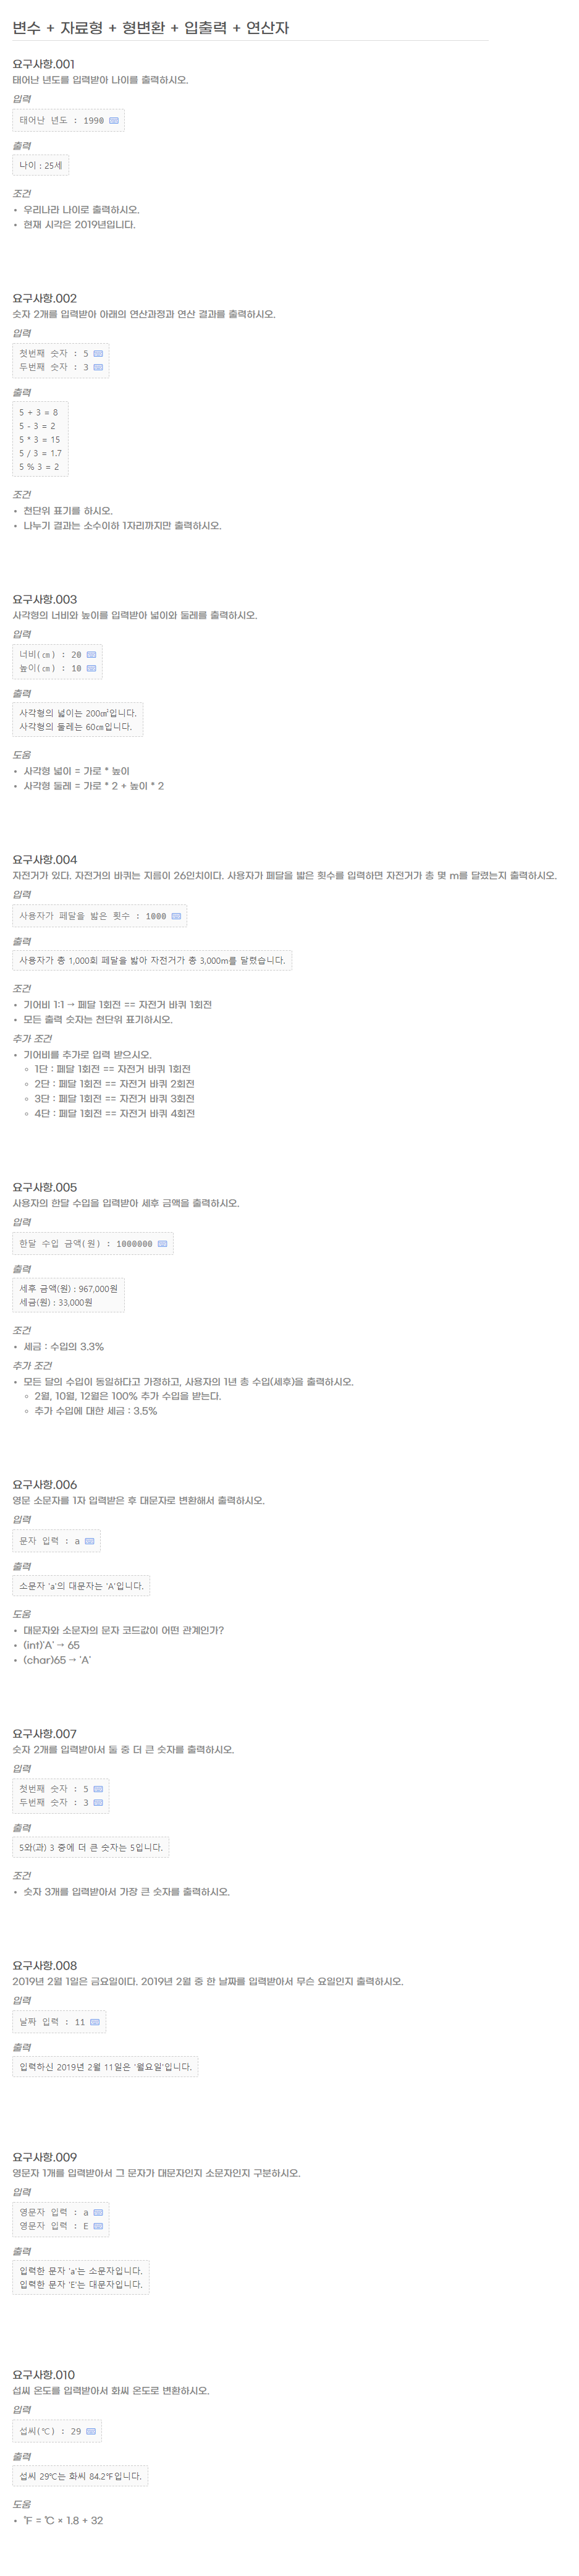 변수 + 자료형 + 형변환 + 입출력 + 연산자
요구사항.001
태어난 년도를 입력받아 나이를 출력하시오.
입력
태어난 년도 : 1990
출력
나이 : 25세
조건
• 우리나라 나이로 출력하시오.
• 현재 시각은 2019년입니다.
요구사항.002
숫자 2개를 입력받아 아래의 연산과정과 연산 결과를 출력하시오.
입력
첫번째 숫자 : 5
두번째 숫자 : 3
출력
5 + 3 = 8
5 - 3 = 2
5 * 3 = 15
5 / 3 = 1.7
5 % 3 = 2
조건
• 천단위 표기를 하시오.
• 나누기 결과는 소수이하 1자리까지만 출력하시오.
요구사항.003
사각형의 너비와 높이를 입력받아 넓이와 둘레를 출력하시오.
입력
너비(㎝) : 20
높이(㎝) : 10
출력
사각형의 넓이는 200㎠입니다.
사각형의 둘레는 60㎝입니다.
도움
• 사각형 넓이 = 가로 * 높이
• 사각형 둘레 = 가로 * 2 + 높이 * 2
요구사항.004
자전거가 있다. 자전거의 바퀴는 지름이 26인치이다. 사용자가 페달을 밟은 횟수를 입력하면 자전거가 총 몇 m를 달렸는지 출력하시오.
입력
사용자가 페달을 밟은 횟수 : 1000
출력
사용자가 총 1,000회 페달을 밟아 자전거가 총 3,000m를 달렸습니다.
조건
• 기어비 1:1 → 페달 1회전 == 자전거 바퀴 1회전
• 모든 출력 숫자는 천단위 표기하시오.
추가 조건
• 기어비를 추가로 입력 받으시오.
◦ 1단 : 페달 1회전 == 자전거 바퀴 1회전
◦ 2단 : 페달 1회전 == 자전거 바퀴 2회전
◦ 3단 : 페달 1회전 == 자전거 바퀴 3회전
◦ 4단 : 페달 1회전 == 자전거 바퀴 4회전
요구사항.005
사용자의 한달 수입을 입력받아 세후 금액을 출력하시오.
입력
한달 수입 금액(원) : 1000000
출력
세후 금액(원) : 967,000원
세금(원) : 33,000원
조건
• 세금 : 수입의 3.3%
추가 조건
• 모든 달의 수입이 동일하다고 가정하고, 사용자의 1년 총 수입(세후)을 출력하시오.
◦ 2월, 10월, 12월은 100% 추가 수입을 받는다.
◦ 추가 수입에 대한 세금 : 3.5%
요구사항.006
영문 소문자를 1자 입력받은 후 대문자로 변환해서 출력하시오.
입력
문자 입력 : a
출력
소문자 'a'의 대문자는 'A'입니다.
도움
• 대문자와 소문자의 문자 코드값이 어떤 관계인가?
• (int)'A' → 65
• (char)65 → 'A'
요구사항.007
숫자 2개를 입력받아서 둘 중 더 큰 숫자를 출력하시오.
입력
첫번째 숫자 : 5
두번째 숫자 : 3
출력
5와(과) 3 중에 더 큰 숫자는 5입니다.
조건
• 숫자 3개를 입력받아서 가장 큰 숫자를 출력하시오.
요구사항.008
2019년 2월 1일은 금요일이다. 2019년 2월 중 한 날짜를 입력받아서 무슨 요일인지 출력하시오.
입력
날짜 입력 : 11
출력
입력하신 2019년 2월 11일은 '월요일'입니다.
요구사항.009
영문자 1개를 입력받아서 그 문자가 대문자인지 소문자인지 구분하시오.
입력
영문자 입력 : a
영문자 입력 : E
출력
입력한 문자 'a'는 소문자입니다.
입력한 문자 'E'는 대문자입니다.
요구사항.010
섭씨 온도를 입력받아서 화씨 온도로 변환하시오.
입력
섭씨(℃) : 29
출력
섭씨 29℃는 화씨 84.2℉입니다.
도움
• ℉ = ℃ × 1.8 + 32